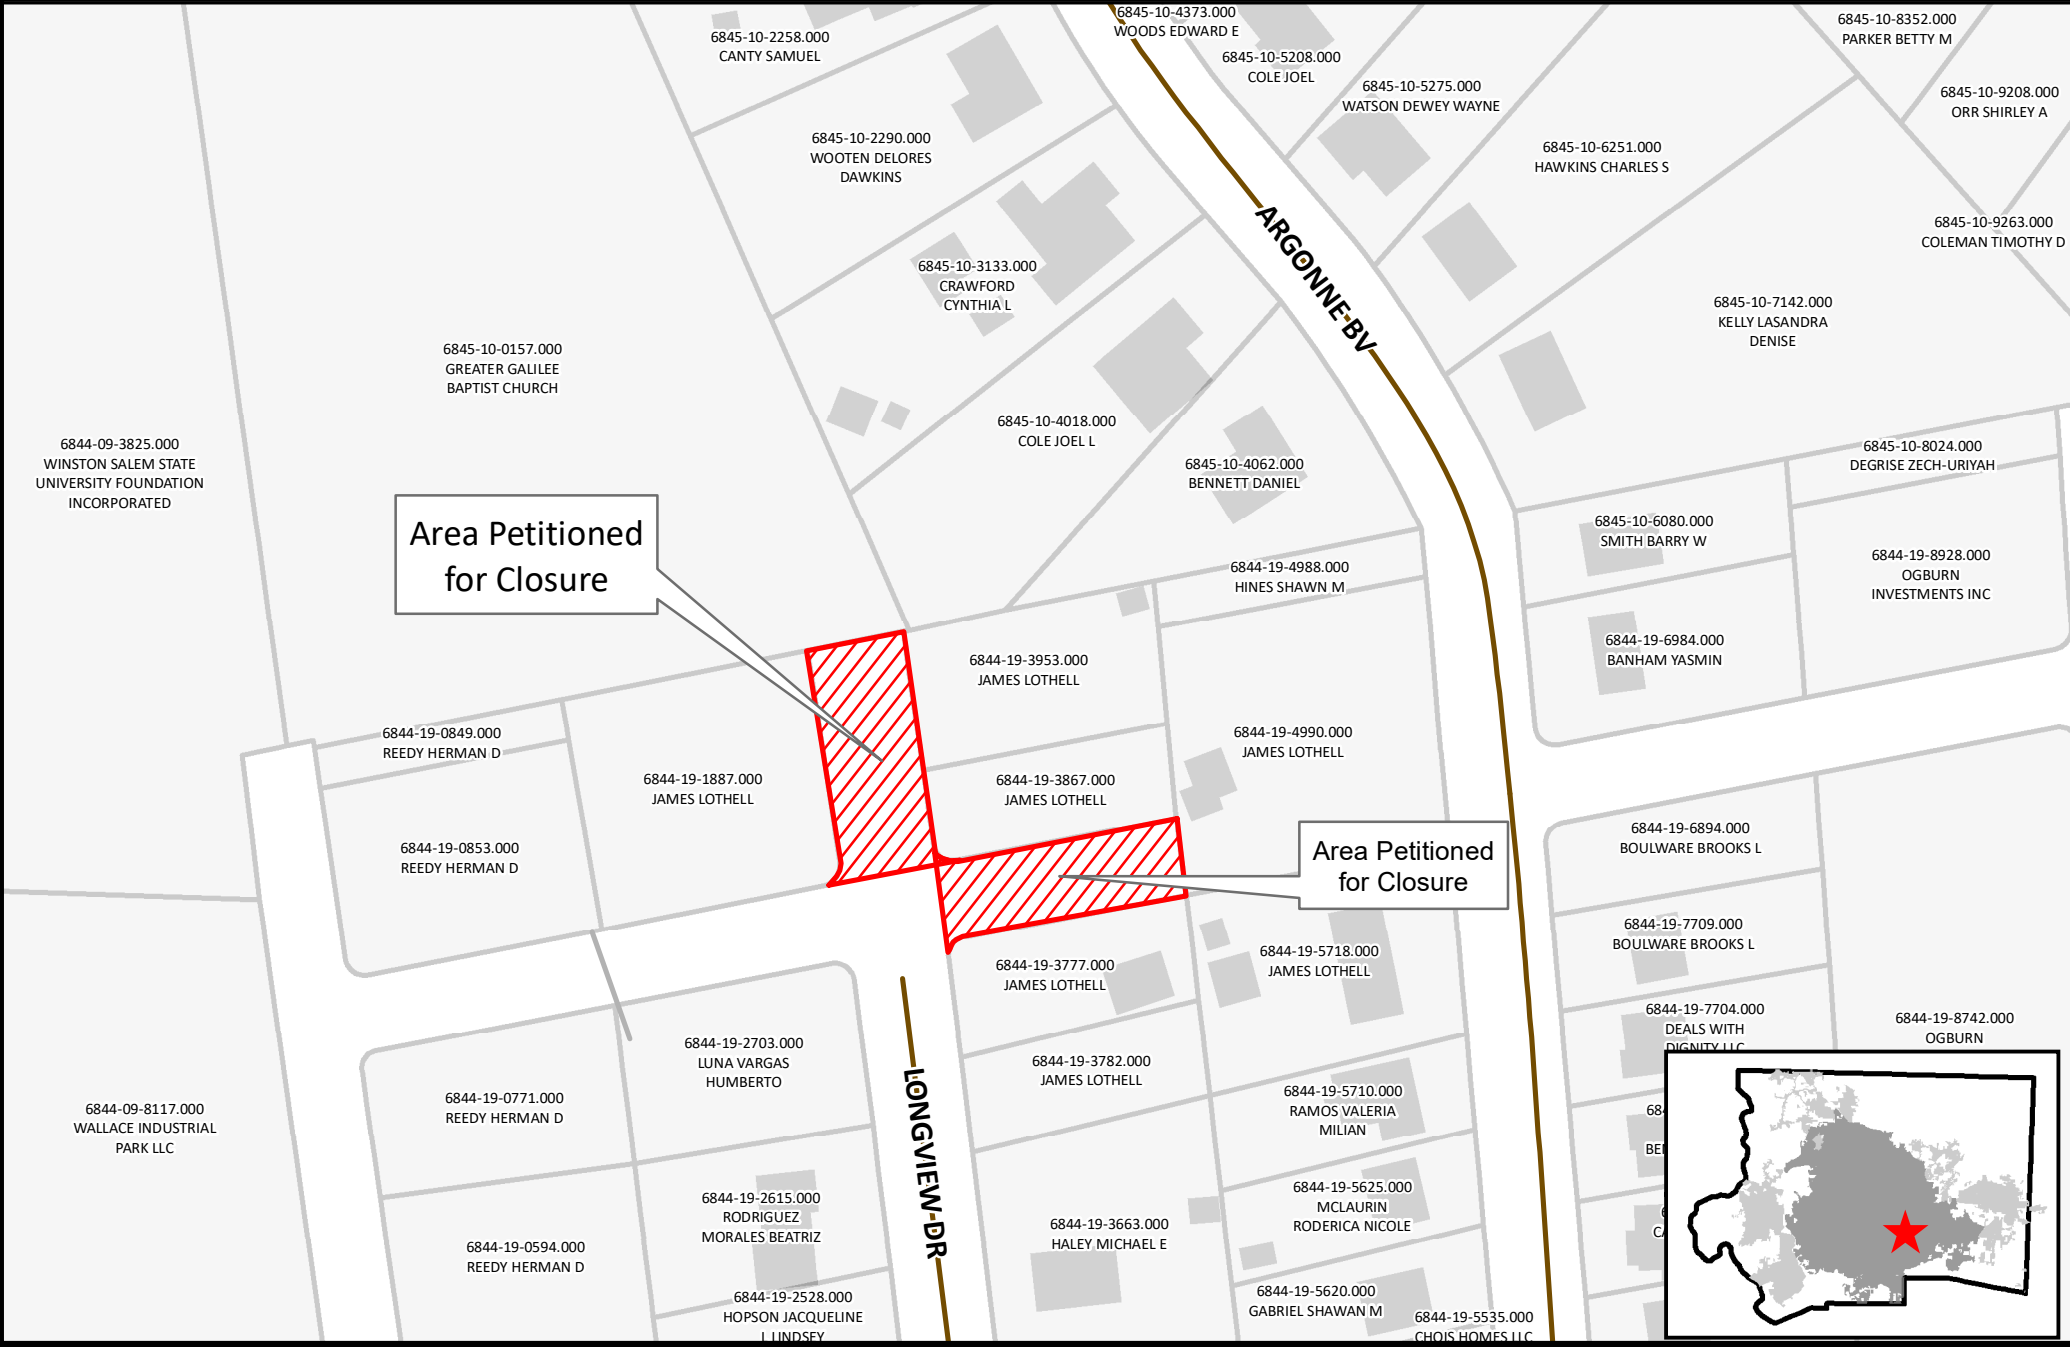 6845-10-4373.000
WOODS EDWARD E
6845-10-2258.000
CANTY SAMUEL
6845-10-5208.000
COLE JOEL
6845-10-8352.000
PARKER BETTY M
6845-10-5275.000
WATSON DEWEY WAYNE
6845-10-9208.000
ORR SHIRLEY A
6845-10-2290.000
WOOTEN DELORES
DAWKINS
6845-10-6251.000
HAWKINS CHARLES S
6845-10-9263.000
COLEMAN TIMOTHY D
ARGONNE BV
6845-10-3133.000
CRAWFORD
CYNTHIA L
6845-10-7142.000
KELLY LASANDRA
DENISE
6845-10-0157.000
GREATER GALILEE
BAPTIST CHURCH
6845-10-4018.000
COLE JOEL L
6844-09-3825.000
WINSTON SALEM STATE
UNIVERSITY FOUNDATION
INCORPORATED
6845-10-4062.000
BENNETT DANIEL
6845-10-8024.000
DEGRISE ZECH-URIYAH
Area Petitioned
for Closure
6845-10-6080.000
SMITH BARRY W
6844-19-8928.000
OGBURN
INVESTMENTS INC
6844-19-4988.000
HINES SHAWN M
6844-19-6984.000
BANHAM YASMIN
6844-19-3953.000
JAMES LOTHELL
6844-19-0849.000
REEDY HERMAN D
6844-19-4990.000
JAMES LOTHELL
6844-19-1887.000
JAMES LOTHELL
6844-19-3867.000
JAMES LOTHELL
6844-19-0853.000
REEDY HERMAN D
Area Petitioned
for Closure
6844-19-6894.000
BOULWARE BROOKS L
6844-19-7709.000
BOULWARE BROOKS L
6844-19-3777.000
JAMES LOTHELL
6844-19-5718.000
JAMES LOTHELL
6844-19-7704.000
DEALS WITH
DIGNITY LLC
6844-19-8742.000
OGBURN
6844-19-2703.000
LUNA VARGAS
HUMBERTO
6844-19-3782.000
JAMES LOTHELL
6844-19-0771.000
REEDY HERMAN D
6844-19-5710.000
RAMOS VALERIA
MILIAN
6844-09-8117.000
WALLACE INDUSTRIAL
PARK LLC
LONGVIEW DR
684
BE
6844-19-2615.000
RODRIGUEZ
MORALES BEATRIZ
6844-19-5625.000
MCLAURIN
RODERICA NICOLE
6844-19-3663.000
HALEY MICHAEL E
6
CA
6844-19-0594.000
REEDY HERMAN D
6844-19-2528.000
HOPSON JACQUELINE
L LINDSEY
6844-19-5620.000
GABRIEL SHAWAN M
6844-19-5535.000
CHOIS HOMES LLC